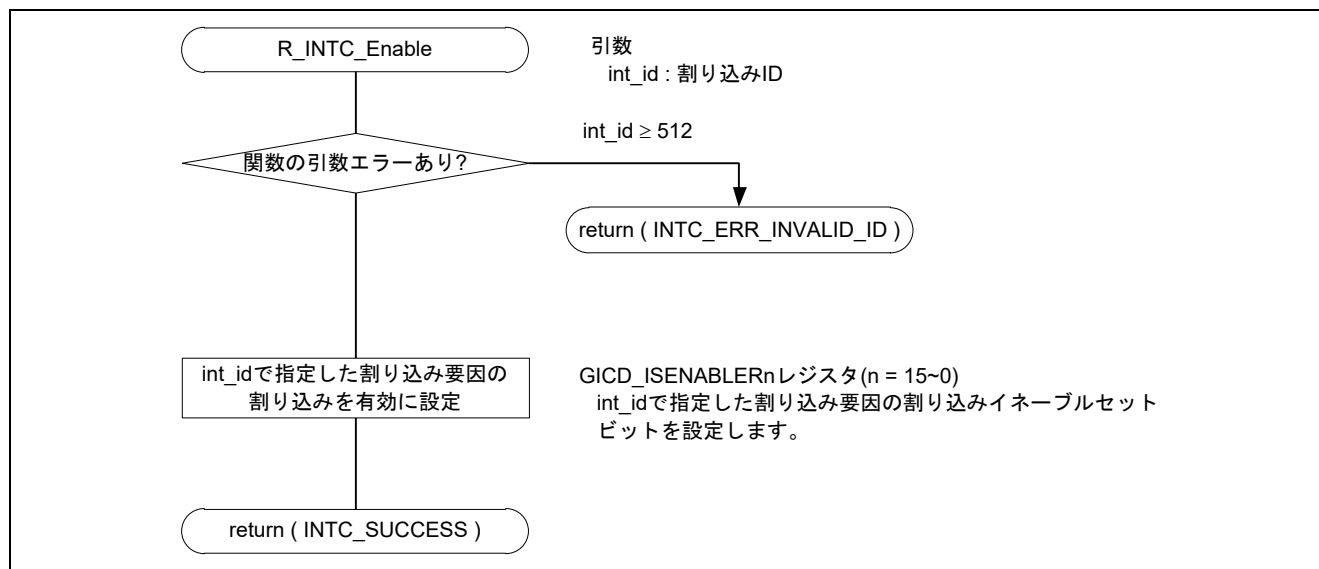 R_INTC_Enable
引数
int_id : 割り込みID
int_id ≥ 512
関数の引数エラーあり?
return ( INTC_ERR_INVALID_ID )
int_idで指定した割り込み要因の
割り込みを有効に設定
GICD_ISENABLERnレジスタ(n = 15~0)
int_idで指定した割り込み要因の割り込みイネーブルセット
ビットを設定します。
return ( INTC_SUCCESS )